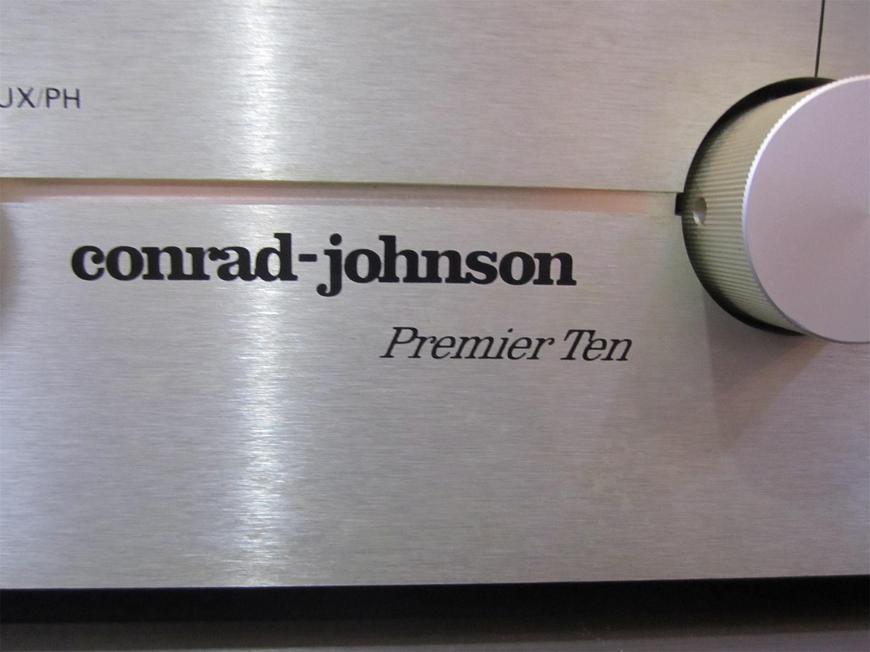 UX/PH
conrad-johnson
Premier Ten